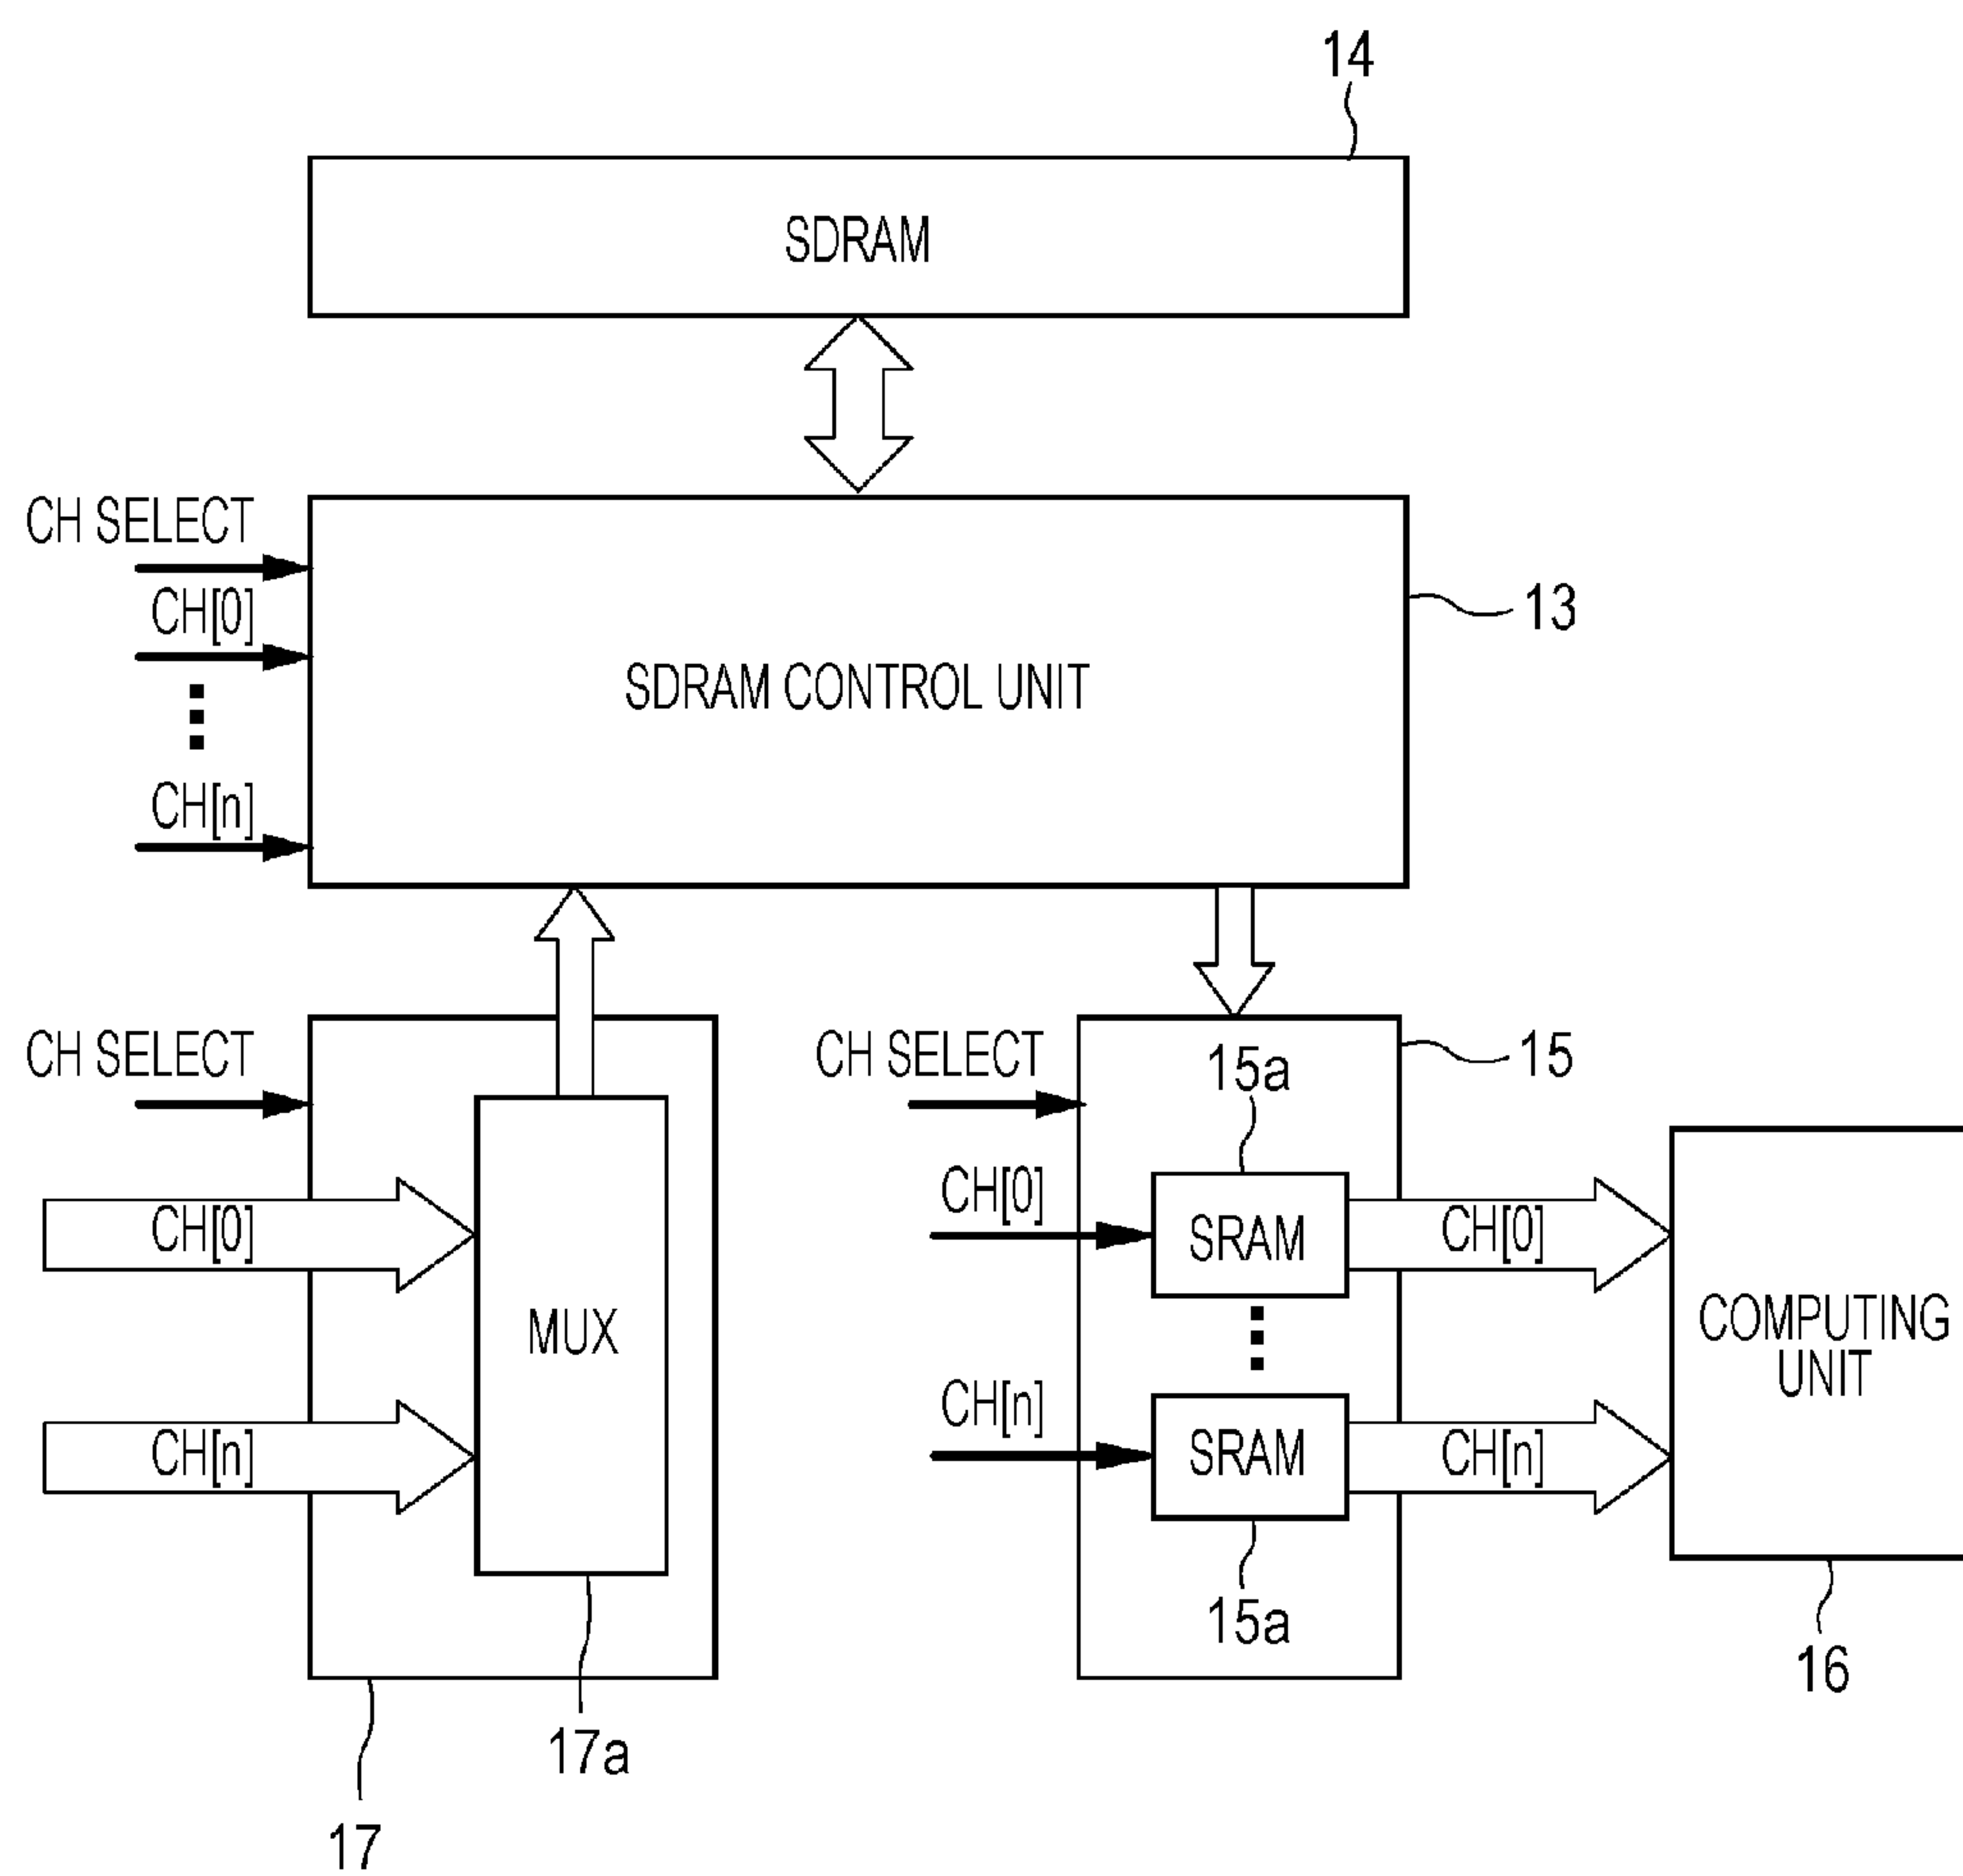 14
SDRAM
CH SELECT
CH[0]
13
SDRAM CONTROL UNIT
CH[n]
CH SELECT
CH SELECT
15
15a
CH[0]
CH[0]
SRAM
CH[0]
MUX
COMPUTING
UNIT
CH[n]
CH[n]
SRAM
CH[n]
15a
16
17a
17